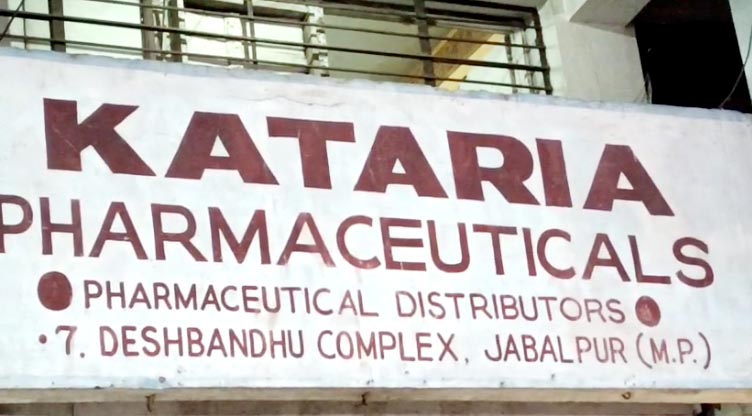 KATARIA
PHARMACEUTICALS
● PHARMACEUTICAL DISTRIBUTORS ●
• 7, DESHBANDHU COMPLEX, JABALPUR (M.P.)